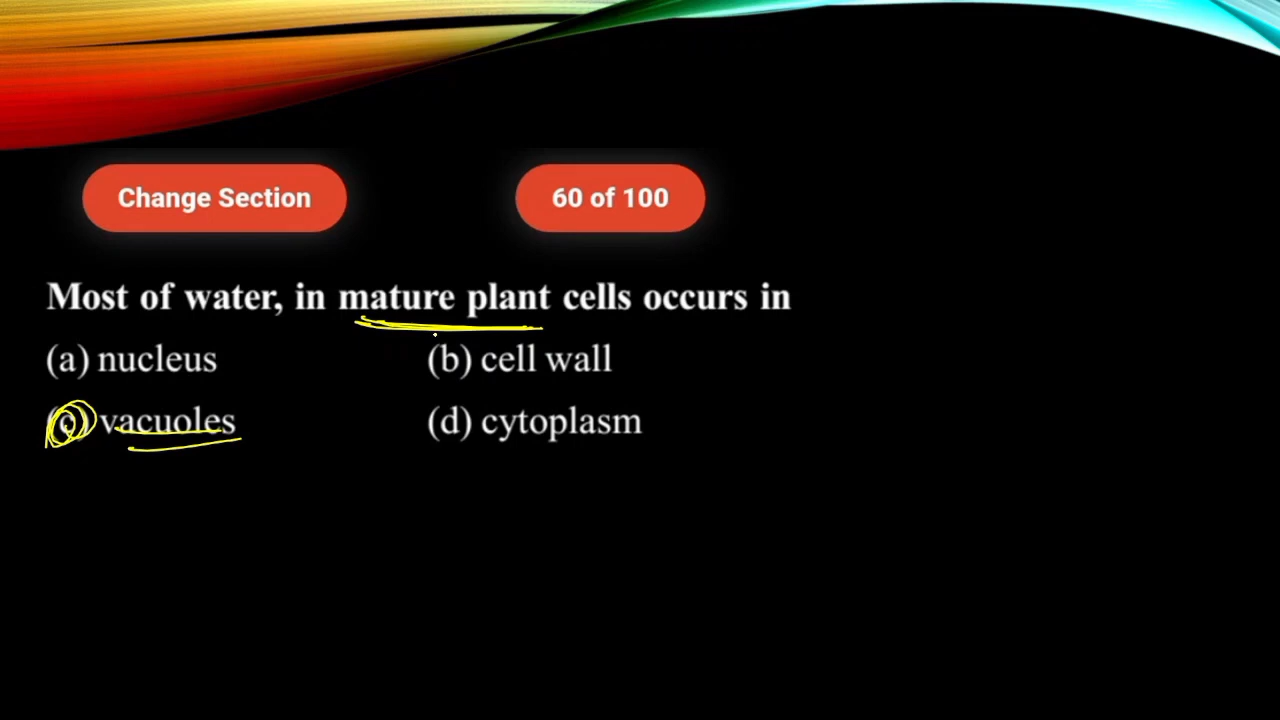 Change Section 60 of 100
Most of water, in mature plant cells occurs in
(a) nucleus (b) cell wall
(c) vacuoles (d) cytoplasm